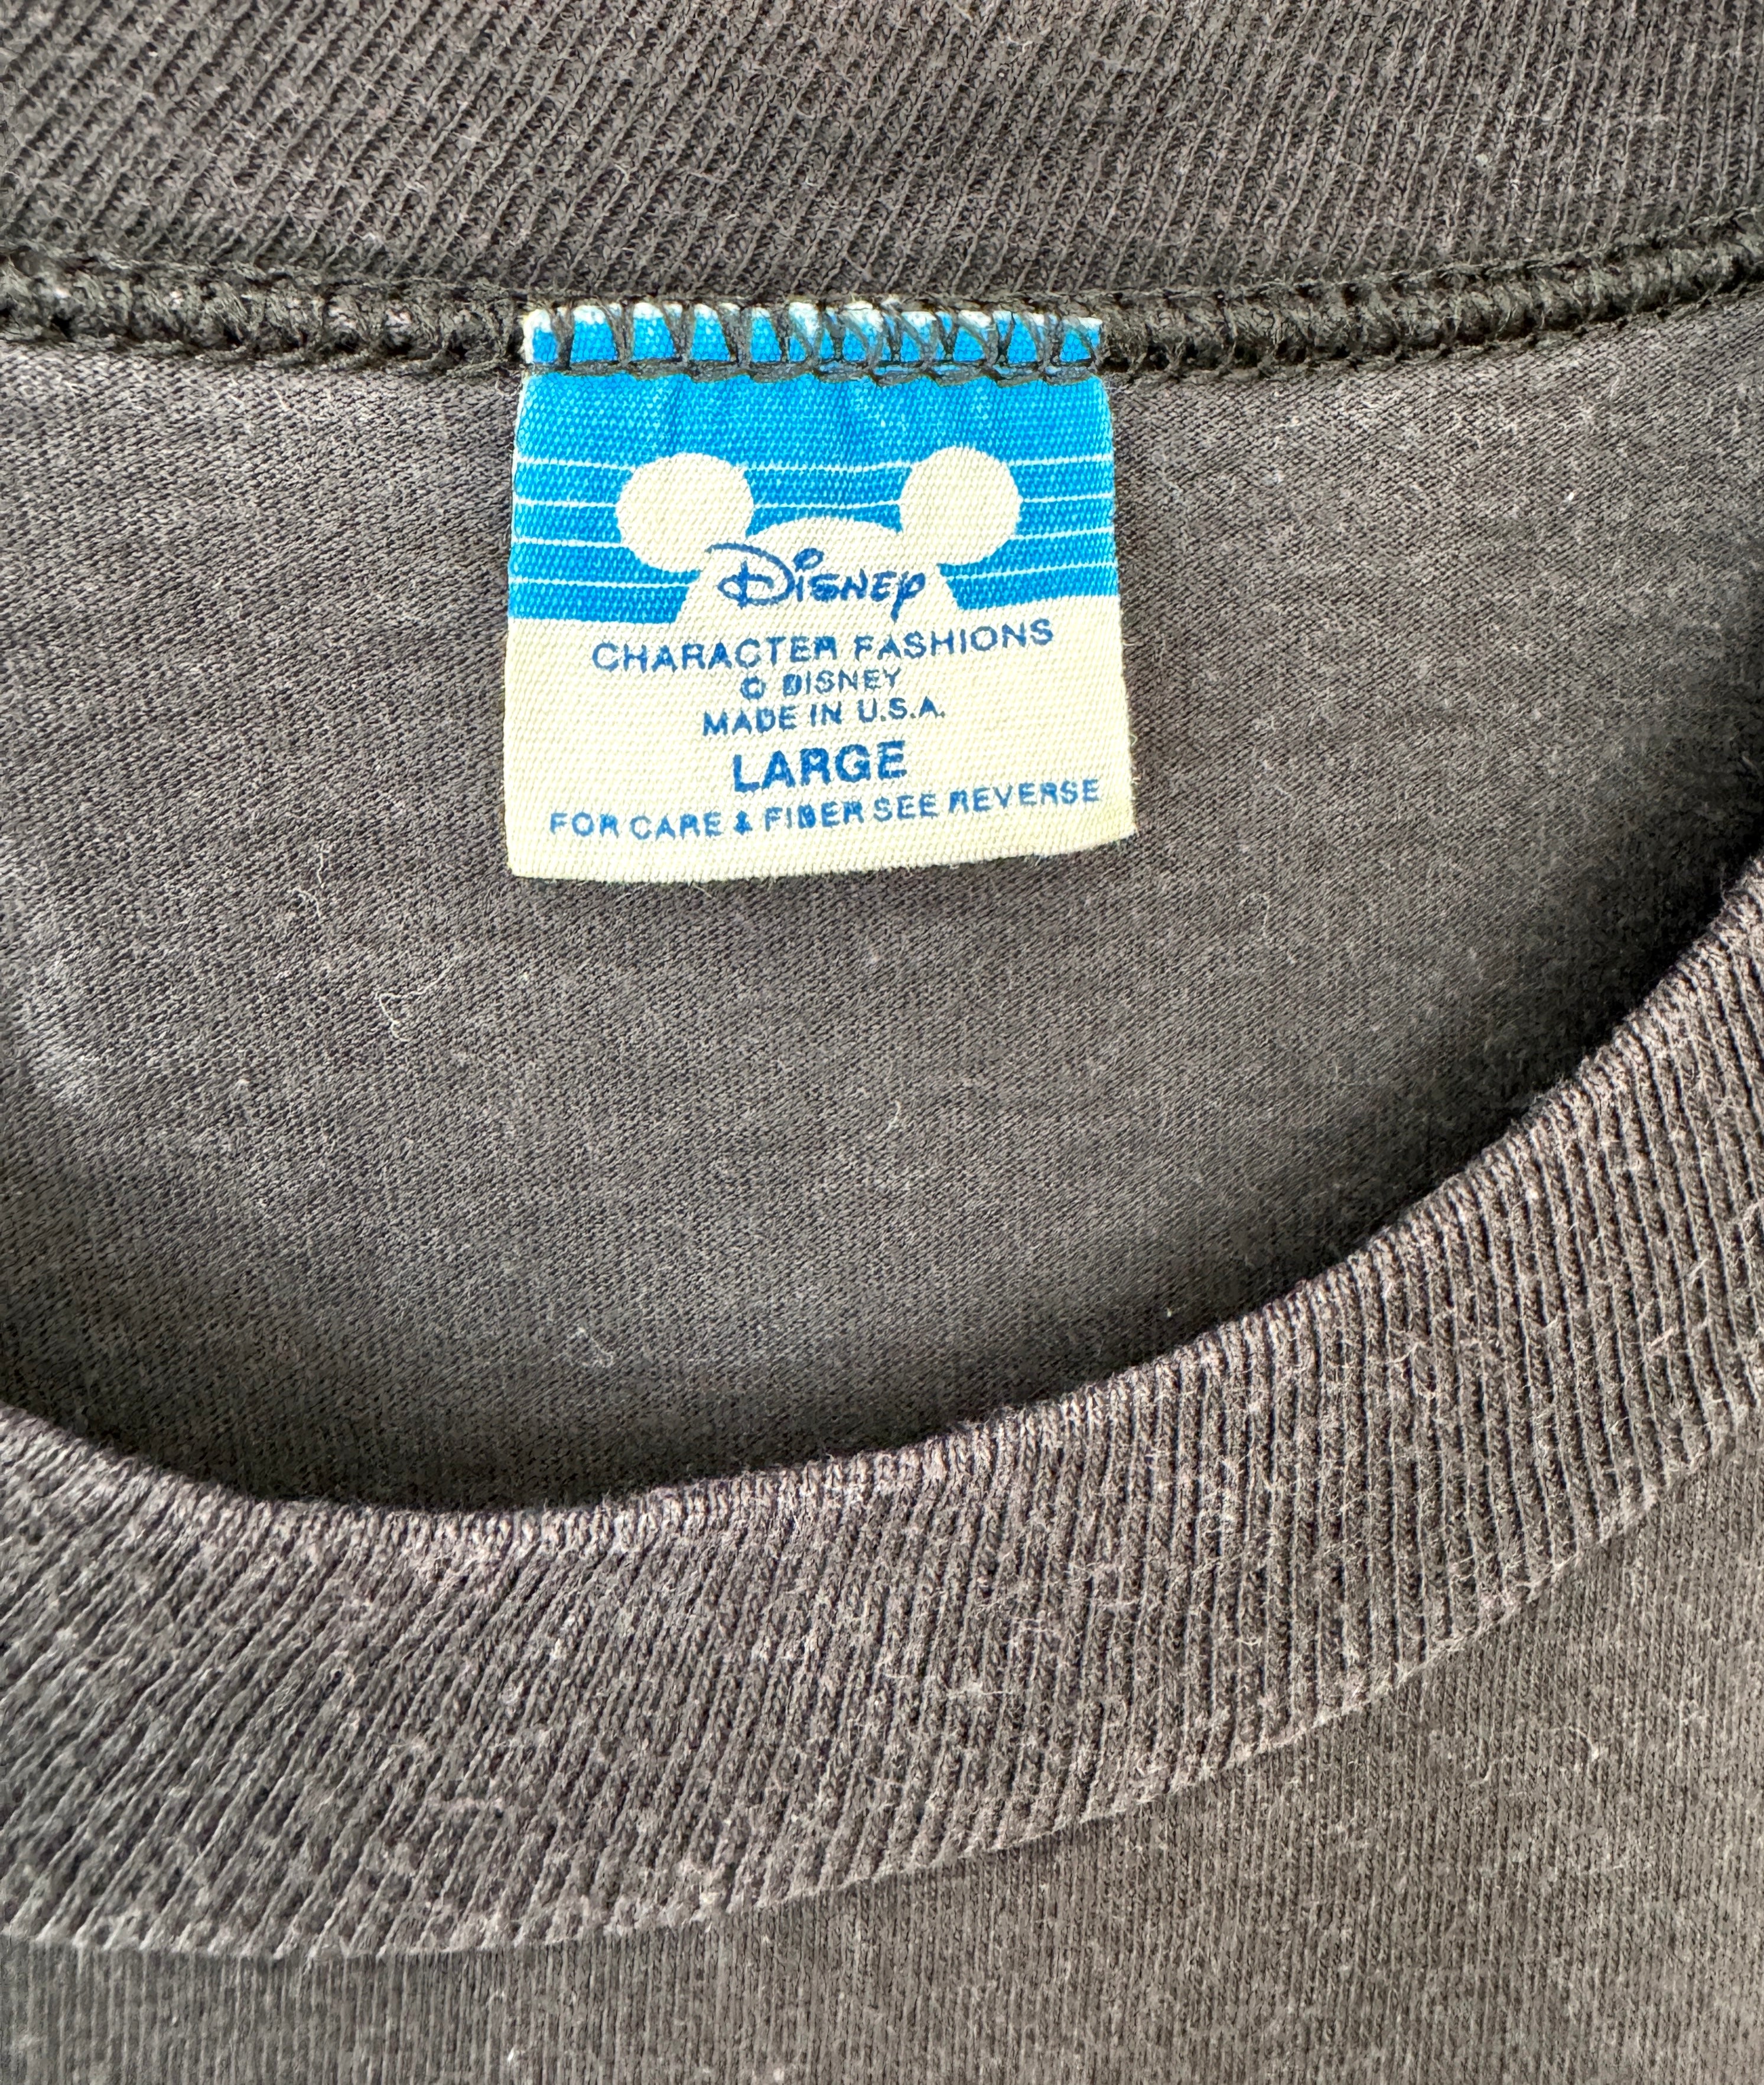 Disney
CHARACTER FASHIONS
© DISNEY
MADE IN U.S.A.
LARGE
FOR CARE & FIBER SEE REVERSE